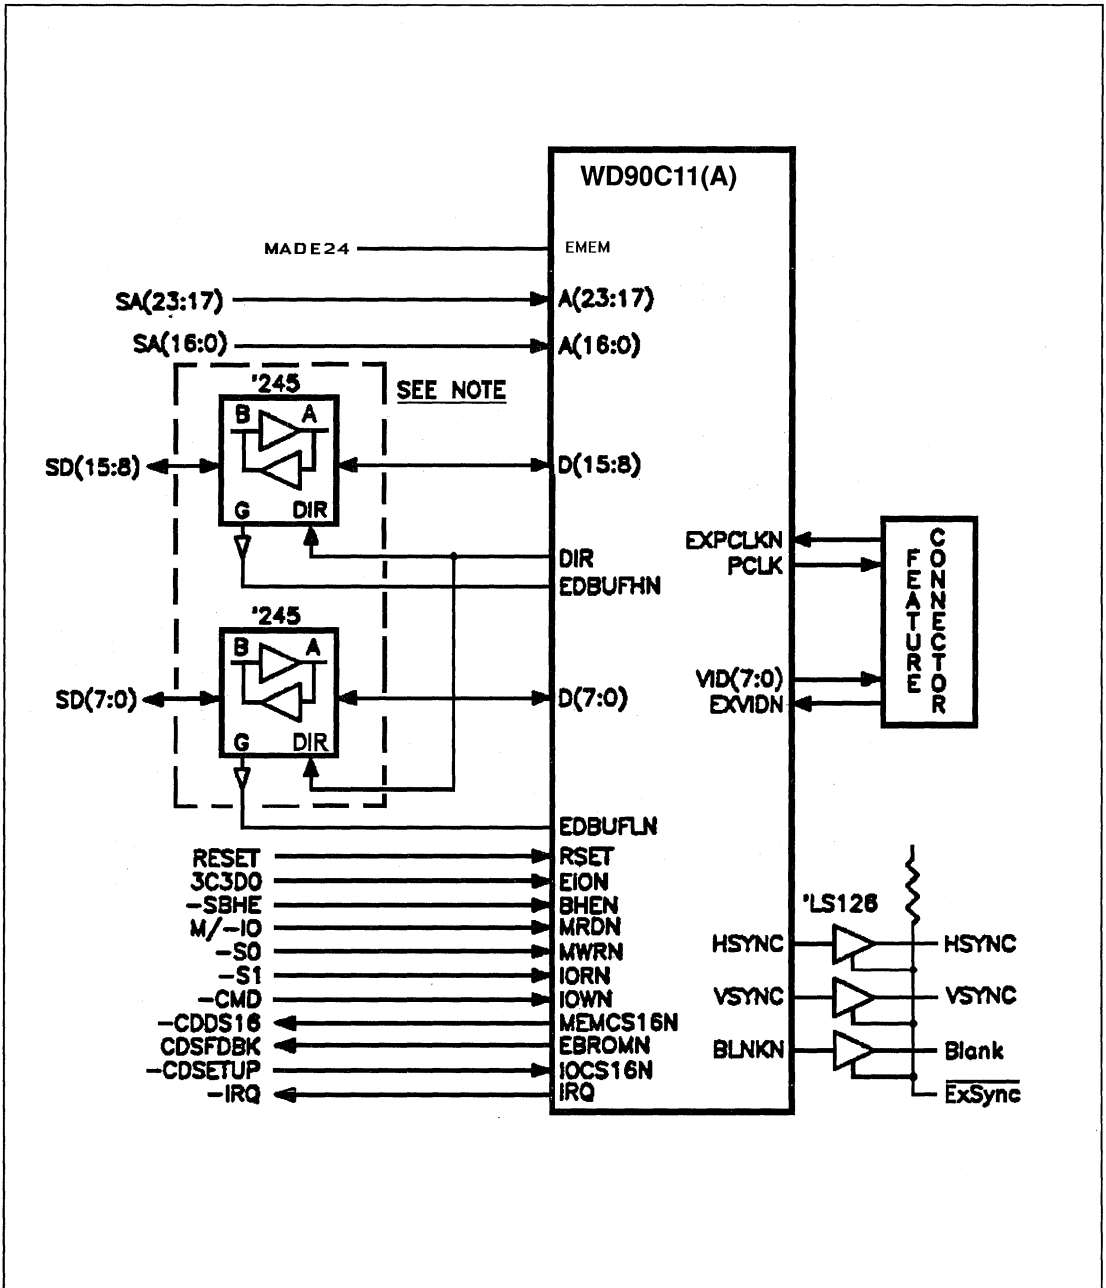 WD90C11(A)
MADE24 EMEM
SA(23:17) A(23:17)
SA(16:0) A(16:0)
'245
SEE NOTE
B A
SD(15:8) D(15:8)
G DIR
DIR
EDBUFHN
'245
B A
SD(7:0) D(7:0)
G DIR
EDBUFLN
RESET RSET
3C3D0 EION
-SBHE BHEN
M/-IO MRDN
-S0 MWRN
-S1 IORN
-CMD IOWN
-CDDS16 MEMCS16N
CDSFDBK EBROMN
-CDSETUP IOCS16N
-IRQ IRQ
EXPCLKN
PCLK
VID(7:0)
EXVIDN
FEATURE
CONNECTOR
'LS126
HSYNC HSYNC
VSYNC VSYNC
BLNKN Blank
ExSync